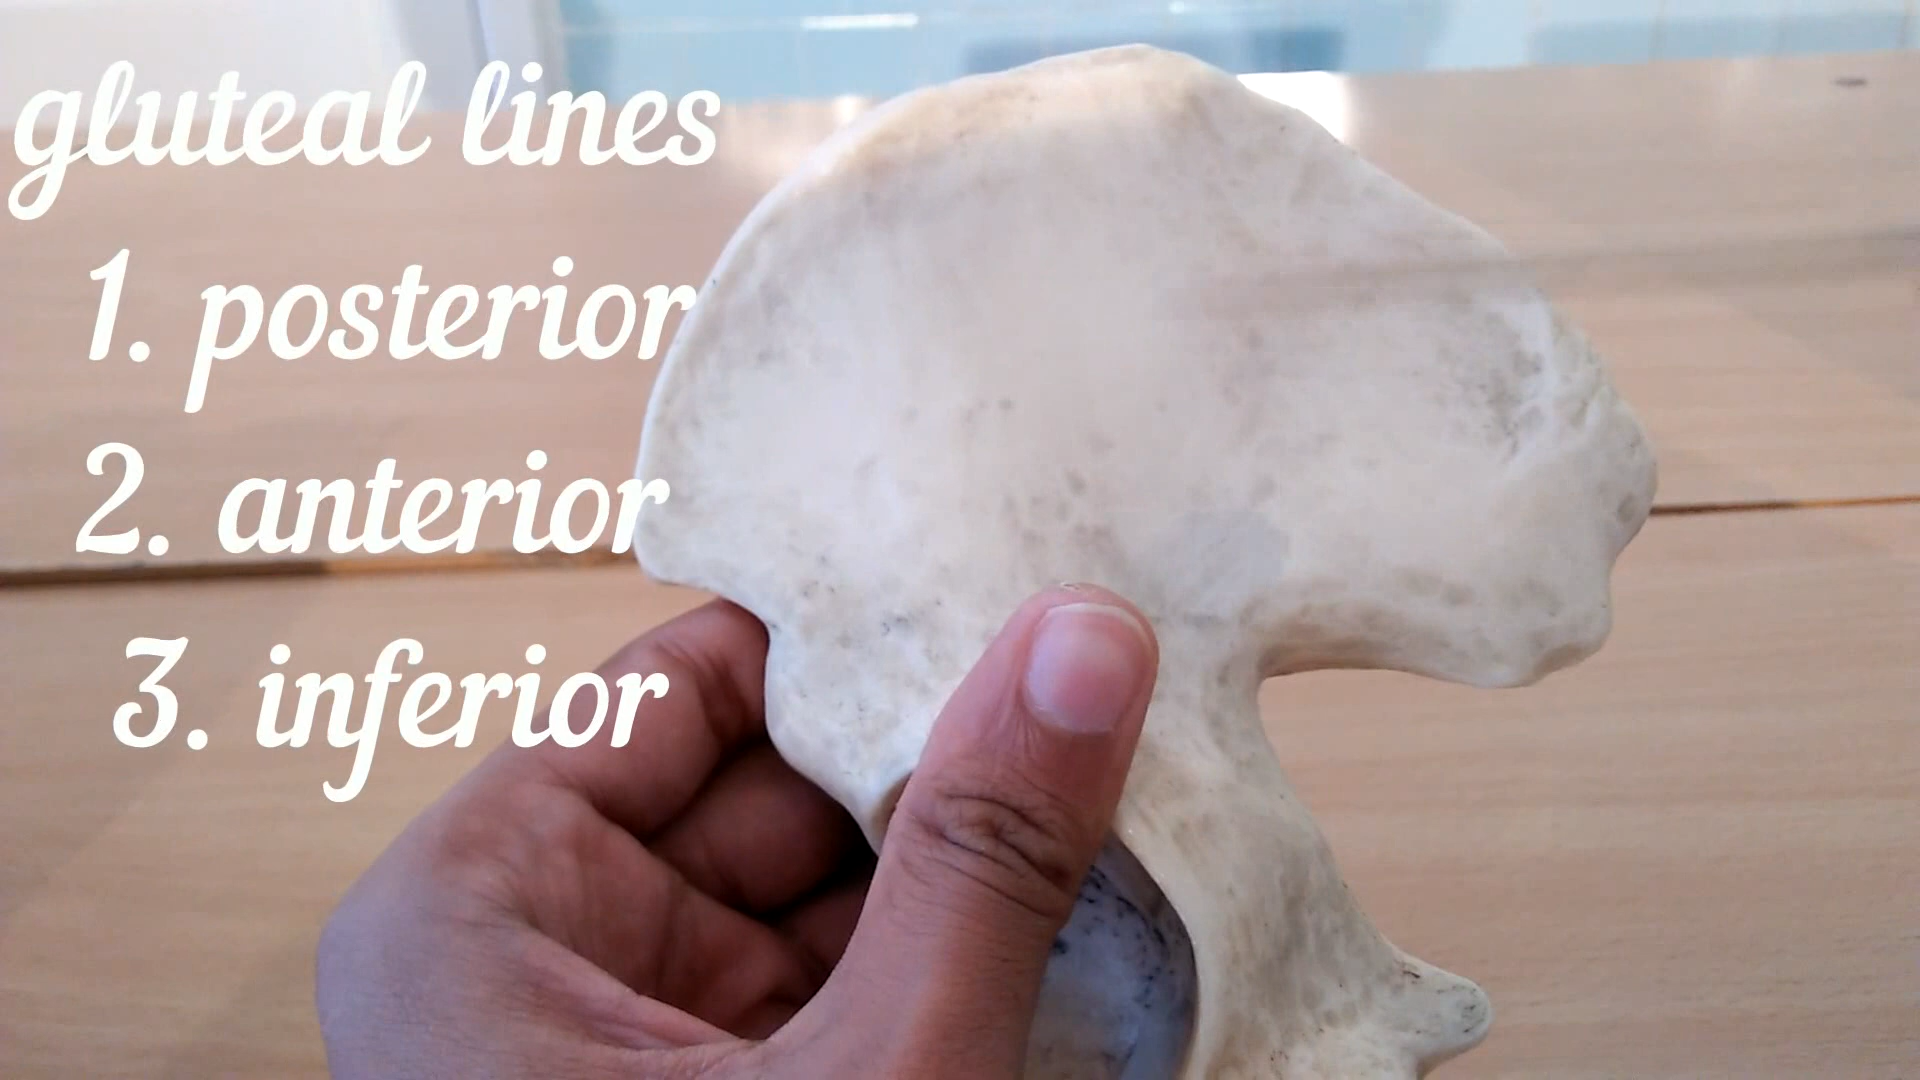 gluteal lines
1. posterior
2. anterior
3. inferior